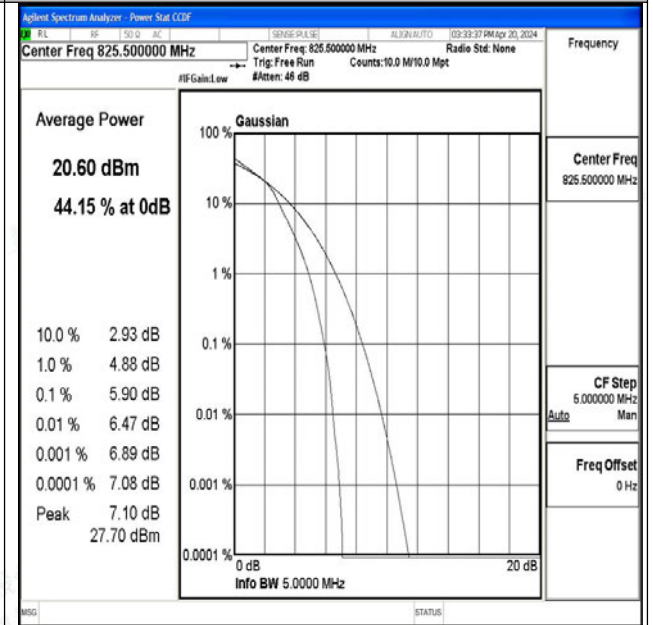 Agilent Spectrum Analyzer - Power Stat CCDF
RL RF 50 Ω AC SENSE:PULSE ALIGNAUTO 03:33:37 PM Apr 20, 2024
Center Freq 825.500000 MHz
Center Freq: 825.500000 MHz Radio Std: None
Trig: Free Run Counts:10.0 M/10.0 Mpt
#IFGain:Low #Atten: 46 dB
Frequency
Average Power
20.60 dBm
44.15 % at 0dB
10.0 % 2.93 dB
1.0 % 4.88 dB
0.1 % 5.90 dB
0.01 % 6.47 dB
0.001 % 6.89 dB
0.0001 % 7.08 dB
Peak 7.10 dB
27.70 dBm
Gaussian
100 %
10 %
1 %
0.1 %
0.01 %
0.001 %
0.0001 %
0 dB 20 dB
Info BW 5.0000 MHz
Center Freq
825.500000 MHz
CF Step
5.000000 MHz
Auto Man
Freq Offset
0 Hz
MSG STATUS